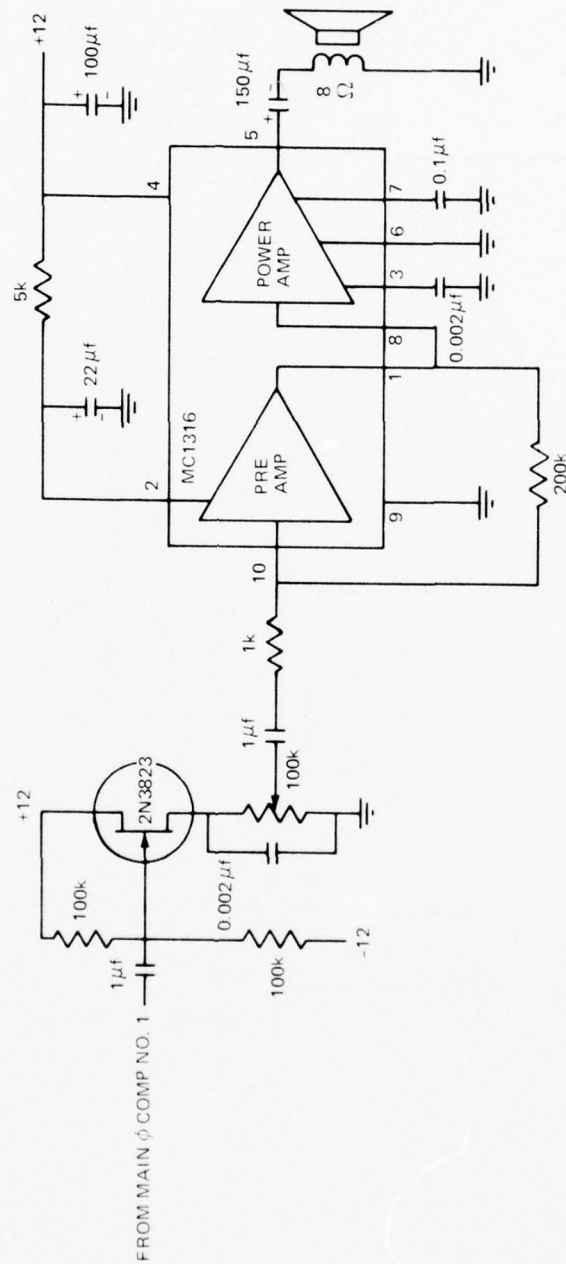 FROM MAIN ϕ COMP NO. 1
1μf
100k
+12
100k
-12
2N3823
0.002μf
100k
1μf
1k
10
200k
2
22μf
+
-
5k
MC1316
PRE
AMP
9
1
8
0.002μf
3
6
7
0.1μf
POWER
AMP
4
+12
100μf
+
-
5
150μf
+
-
8
Ω